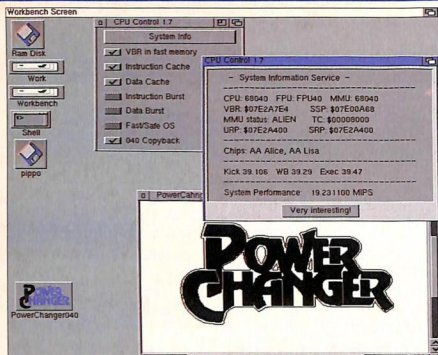 Workbench Screen
CPU Control 1.7
Ram Disk
Work
Workbench
Shell
pippo
PowerChanger040
System Info
VBR in fast memory
Instruction Cache
Data Cache
Instruction Burst
Data Burst
Fast/Safe OS
040 Copyback
CPU Control 1.7
- System Information Service -
CPU: 68040 FPU: FPU40 MMU: 68040
VBR: $07E2A7E4 SSP: $07E00A68
MMU status: ALIEN TC: $00008000
URP: $07E2A400 SRP: $07E2A400
Chips: AA Alice, AA Lisa
Kick 39.106 WB 39.29 Exec 39.47
System Performance: 19.231100 MIPS
Very interesting!
PowerCahng
POWER
CHANGER
POWER
CHANGER